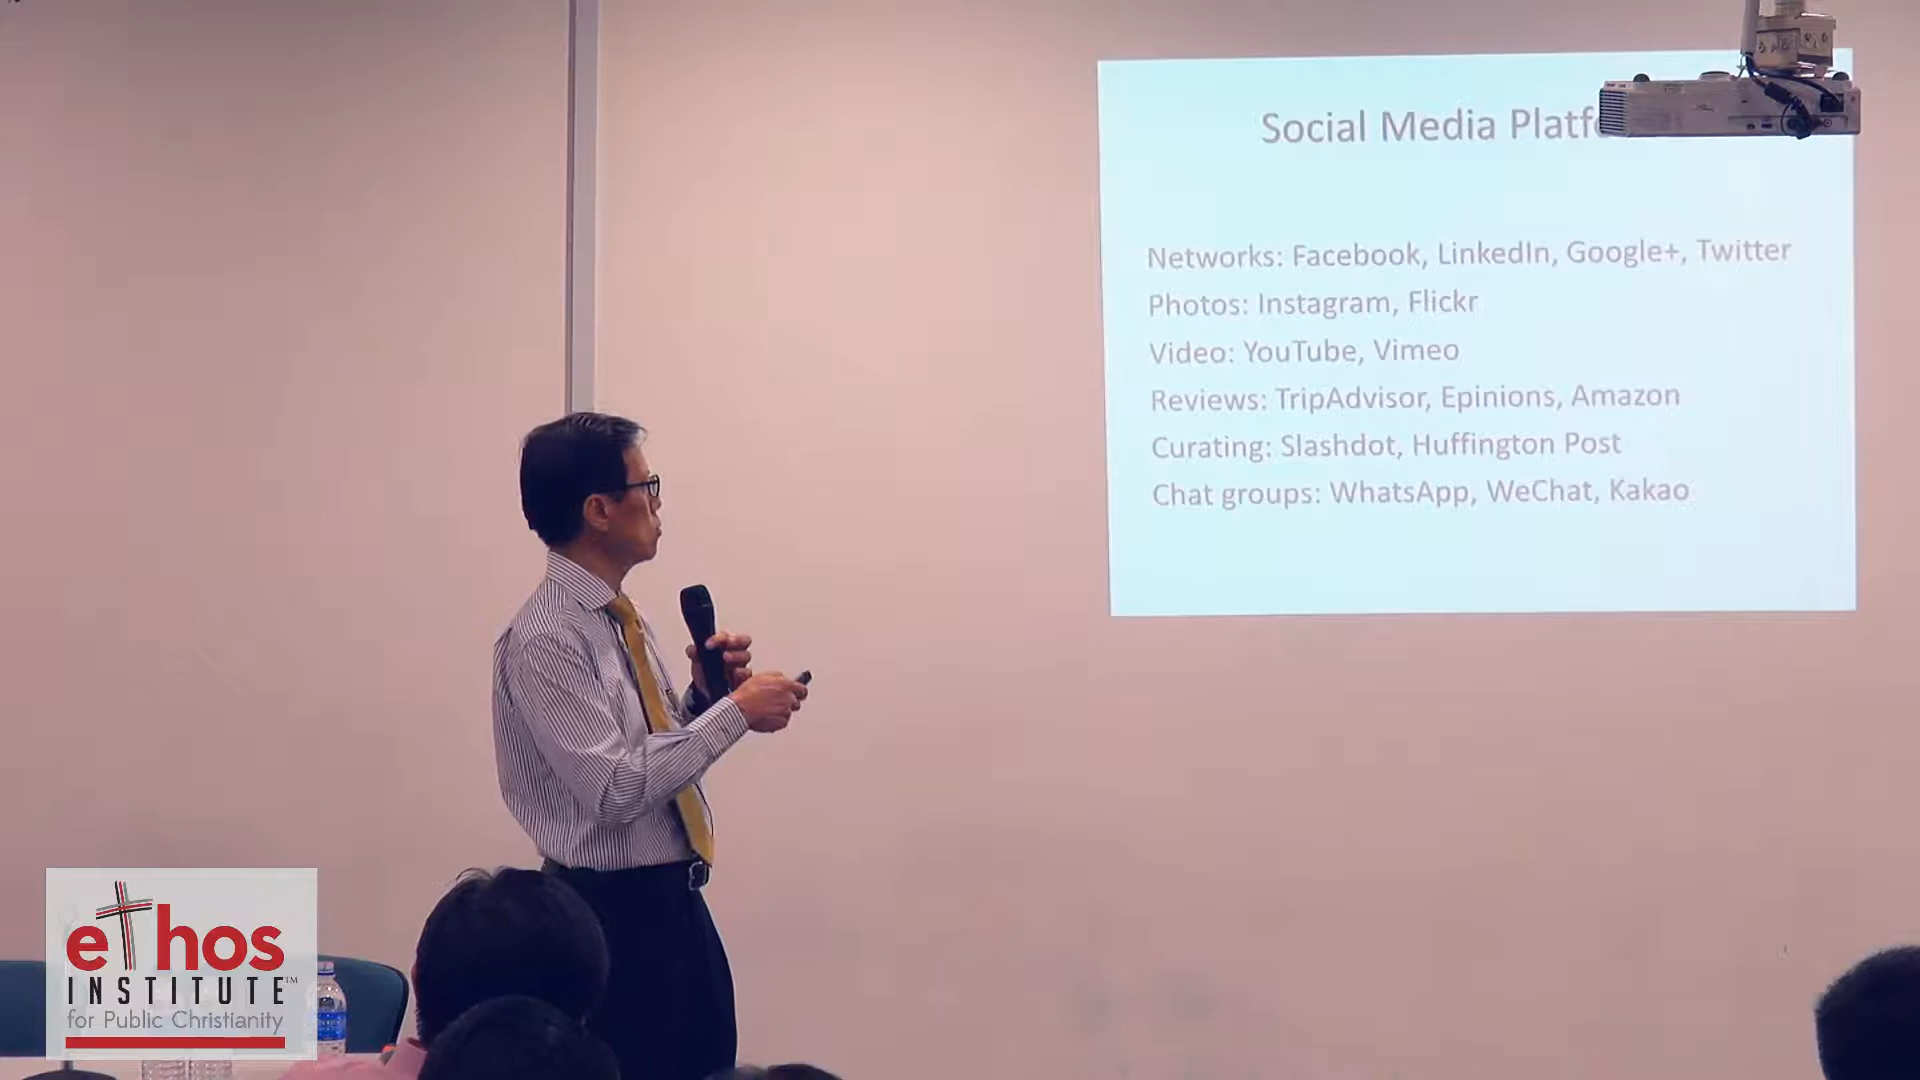 Social Media Platf
Networks: Facebook, LinkedIn, Google+, Twitter
Photos: Instagram, Flickr
Video: YouTube, Vimeo
Reviews: TripAdvisor, Epinions, Amazon
Curating: Slashdot, Huffington Post
Chat groups: WhatsApp, WeChat, Kakao
ethos
INSTITUTE™
for Public Christianity